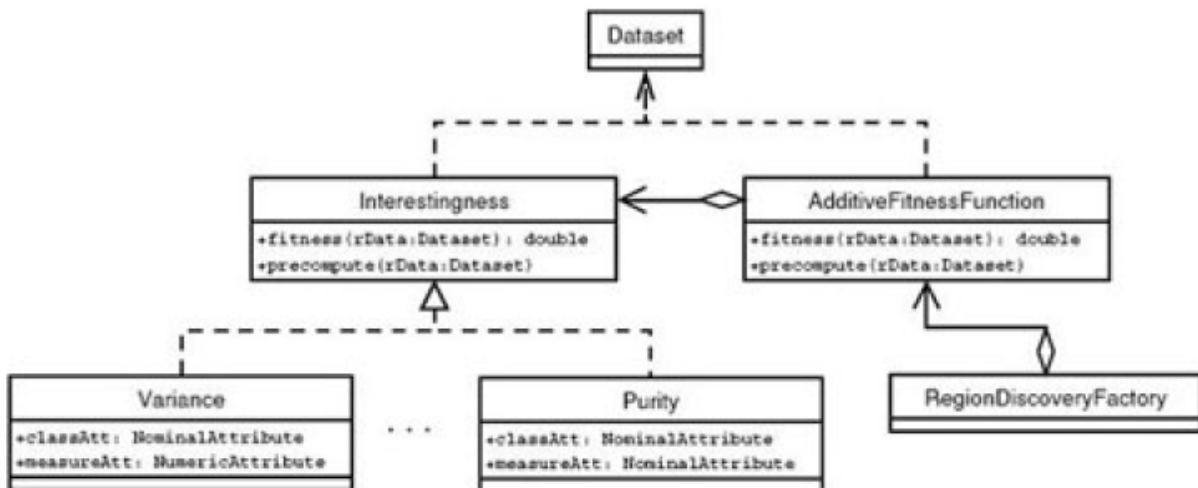 Dataset
Interestingness
+fitness(rData:Dataset): double
+precompute(rData:Dataset)
AdditiveFitnessFunction
+fitness(rData:Dataset): double
+precompute(rData:Dataset)
Variance
+classAtt: NominalAttribute
+measureAtt: NumericAttribute
. . .
Purity
+classAtt: NominalAttribute
+measureAtt: NominalAttribute
RegionDiscoveryFactory